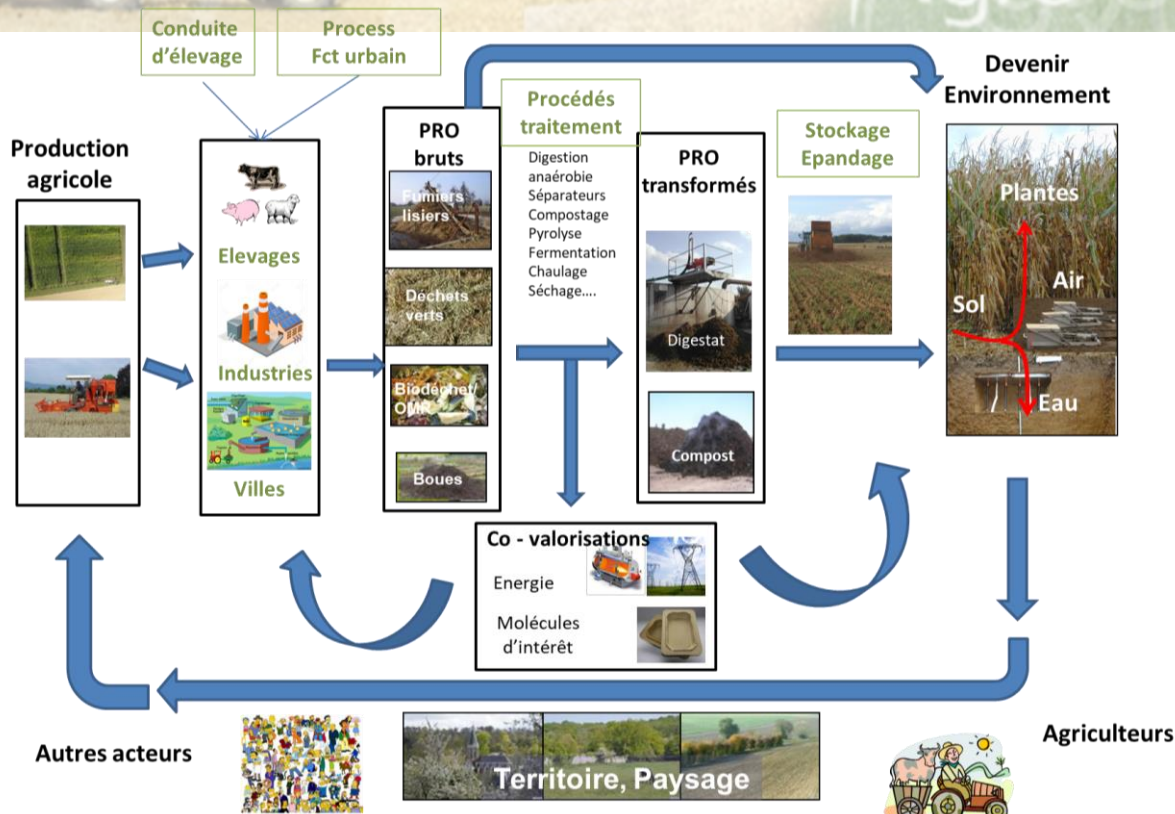 Conduite
d'élevage
Process
Fct urbain
Production
agricole
Elevages
Industries
Villes
PRO
bruts
Fumiers
lisiers
Déchets
verts
Biodéchet/
OMR
Boues
Procédés
traitement
Digestion
anaérobie
Séparateurs
Compostage
Pyrolyse
Fermentation
Chaulage
Séchage....
PRO
transformés
Digestat
Compost
Stockage
Epandage
Devenir
Environnement
Plantes
Air
Sol
Eau
Co - valorisations
Energie
Molécules
d'intérêt
Autres acteurs
Territoire, Paysage
Agriculteurs